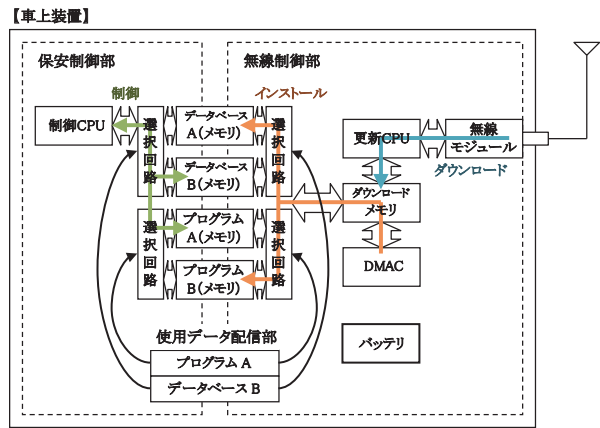 【車上装置】
保安制御部
無線制御部
制御
インストール
制御CPU
選択回路
データベース
A(メモリ)
選択回路
更新CPU
無線
モジュール
ダウンロード
データベース
B(メモリ)
ダウンロード
メモリ
選択回路
プログラム
A(メモリ)
選択回路
プログラム
B(メモリ)
DMAC
使用データ配信部
プログラム A
データベース B
バッテリ